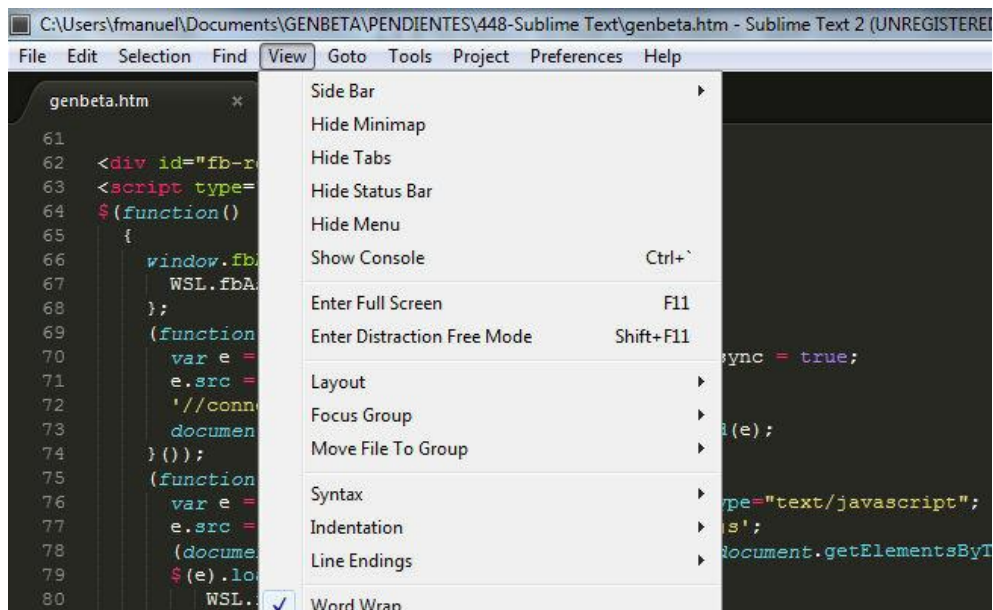 C:\Users\fmanuel\Documents\GENBETA\PENDIENTES\448-Sublime Text\genbeta.htm - Sublime Text 2 (UNREGISTERED
File Edit Selection Find View Goto Tools Project Preferences Help
genbeta.htm ×
Side Bar
Hide Minimap
Hide Tabs
Hide Status Bar
Hide Menu
Show Console Ctrl+`
Enter Full Screen F11
Enter Distraction Free Mode Shift+F11
Layout
Focus Group
Move File To Group
Syntax
Indentation
Line Endings
✓ Word Wrap
61
62 <div id="fb-r
63 <script type=
64 $(function()
65 {
66 window.fb
67 WSL.fbA
68 };
69 (function
70 var e = sync = true;
71 e.src =
72 '//conn
73 documen (e);
74 }());
75 (function
76 var e = pe="text/javascript";
77 e.src = s';
78 (docume document.getElementsByT
79 $(e).lo
80 WSL.